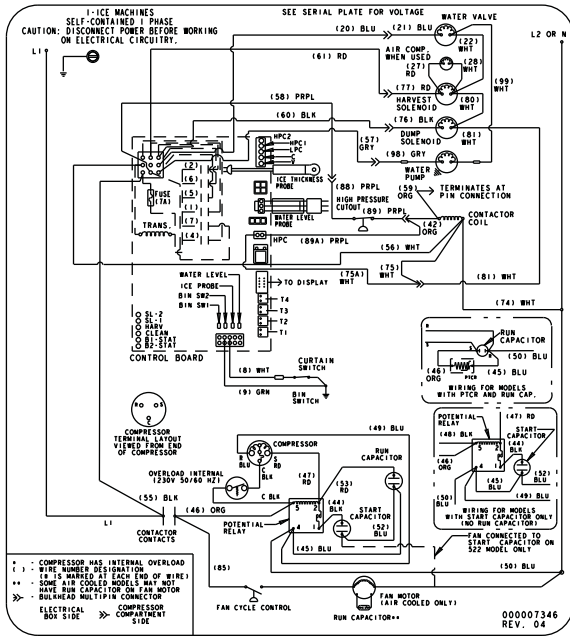 1-ICE MACHINES
SELF-CONTAINED 1 PHASE
CAUTION: DISCONNECT POWER BEFORE WORKING
ON ELECTRICAL CIRCUITRY.
SEE SERIAL PLATE FOR VOLTAGE
L1
L2 OR N
(20) BLU
(21) BLU
WATER VALVE
(22)
WHT
AIR COMP.
WHEN USED
(61) RD
(27)
RD
(28)
WHT
(99)
WHT
(77) RD
HARVEST
SOLENOID
(80)
WHT
(58) PRPL
(60) BLK
(76) BLK
DUMP
SOLENOID
(81)
WHT
(57)
GRY
(98) GRY
WATER
PUMP
HPC2
HPC1
LPC
C
F
ICE THICKNESS
PROBE
(88) PRPL
(59)
ORG
TERMINATES AT
PIN CONNECTION
HIGH PRESSURE
CUTOUT
(89) PRPL
CONTACTOR
COIL
(42)
ORG
WATER LEVEL
PROBE
HPC
(89A) PRPL
(56) WHT
(2)
(6)
(5)
(1)
(7)
(4)
FUSE
(7A)
TRANS.
(75A)
WHT
(75)
WHT
(81) WHT
(74) WHT
TO DISPLAY
T4
T3
T2
T1
WATER LEVEL
ICE PROBE
BIN SW2
BIN SW1
SL-2
SL-1
HARV
CLEAN
B1-STAT
B2-STAT
CONTROL BOARD
(8) WHT
(9) GRN
CURTAIN
SWITCH
BIN
SWITCH
R
S
C
RUN
CAPACITOR
(50) BLU
(46)
ORG
PTCR
(45) BLU
WIRING FOR MODELS
WITH PTCR AND RUN CAP.
R
S
C
COMPRESSOR
TERMINAL LAYOUT
VIEWED FROM END
OF COMPRESSOR
POTENTIAL
RELAY
(47) RD
START
CAPACITOR
(48) BLK
(44)
BLK
5
2
4
1
(46)
ORG
(52)
BLU
(45)
BLU
(50)
BLU
(49) BLU
WIRING FOR MODELS
WITH START CAPACITOR ONLY
(NO RUN CAPACITOR)
(49) BLU
COMPRESSOR
R
BLU
C
BLK
S
RD
OVERLOAD INTERNAL
(230V 50/60 HZ)
C BLK
(47)
RD
(53)
RD
RUN
CAPACITOR
(55) BLK
(46) ORG
(44)
BLK
START
CAPACITOR
POTENTIAL
RELAY
5
2
4
1
(52)
BLU
(45)
BLU
L1
CONTACTOR
CONTACTS
FAN CONNECTED TO
START CAPACITOR ON
522 MODEL ONLY
(50) BLU
(85)
FAN CYCLE CONTROL
FAN MOTOR
(AIR COOLED ONLY)
RUN CAPACITOR**
* - COMPRESSOR HAS INTERNAL OVERLOAD
( ) - WIRE NUMBER DESIGNATION
(# IS MARKED AT EACH END OF WIRE)
** - SOME AIR COOLED MODELS MAY NOT
HAVE RUN CAPACITOR ON FAN MOTOR
- BULKHEAD MULTIPIN CONNECTOR
ELECTRICAL
BOX SIDE
COMPRESSOR
COMPARTMENT
SIDE
000007346
REV. 04